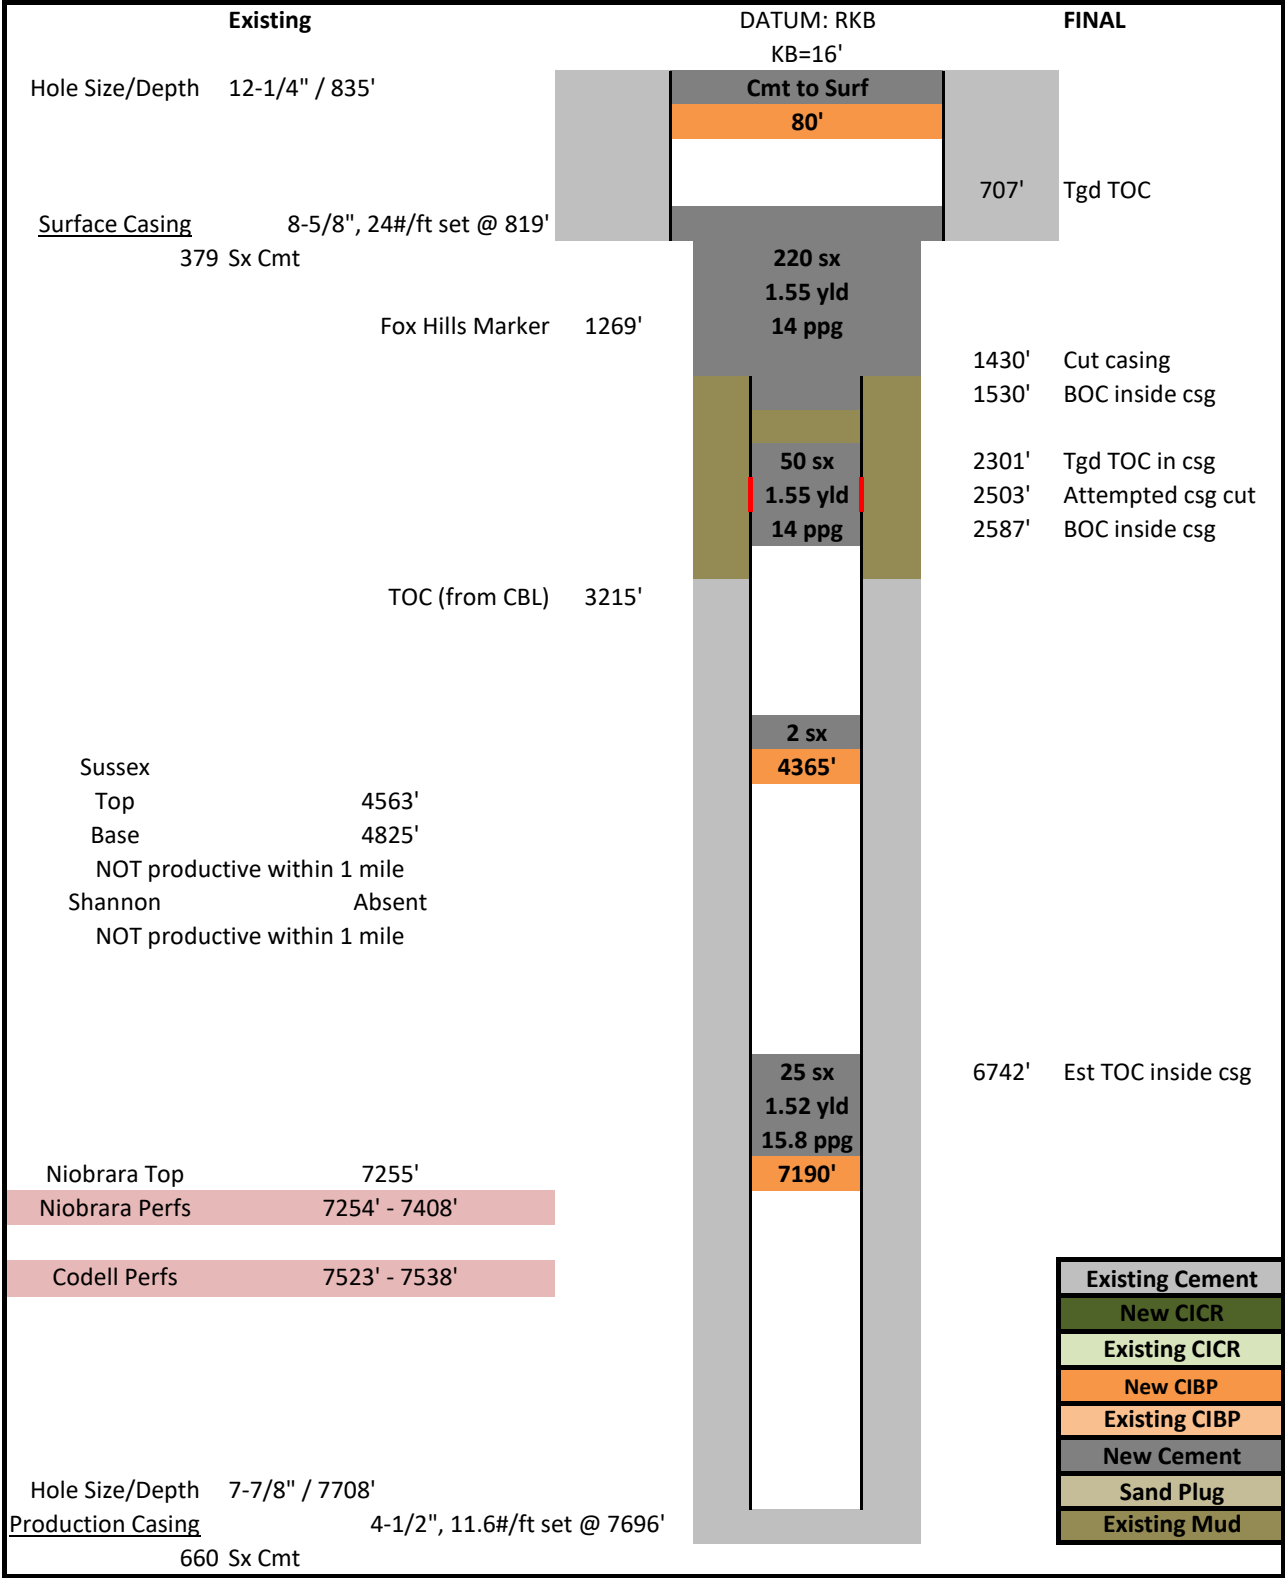 Existing DATUM: RKB FINAL
KB=16'
Hole Size/Depth 12-1/4" / 835' Cmt to Surf
80'
707' Tgd TOC
Surface Casing 8-5/8", 24#/ft set @ 819'
379 Sx Cmt 220 sx
1.55 yld
Fox Hills Marker 1269' 14 ppg
1430' Cut casing
1530' BOC inside csg
50 sx 2301' Tgd TOC in csg
1.55 yld 2503' Attempted csg cut
14 ppg 2587' BOC inside csg
TOC (from CBL) 3215'
2 sx
Sussex 4365'
Top 4563'
Base 4825'
NOT productive within 1 mile
Shannon Absent
NOT productive within 1 mile
25 sx 6742' Est TOC inside csg
1.52 yld
15.8 ppg
Niobrara Top 7255' 7190'
Niobrara Perfs 7254' - 7408'
Codell Perfs 7523' - 7538'
Existing Cement
New CICR
Existing CICR
New CIBP
Existing CIBP
New Cement
Hole Size/Depth 7-7/8" / 7708' Sand Plug
Production Casing 4-1/2", 11.6#/ft set @ 7696' Existing Mud
660 Sx Cmt